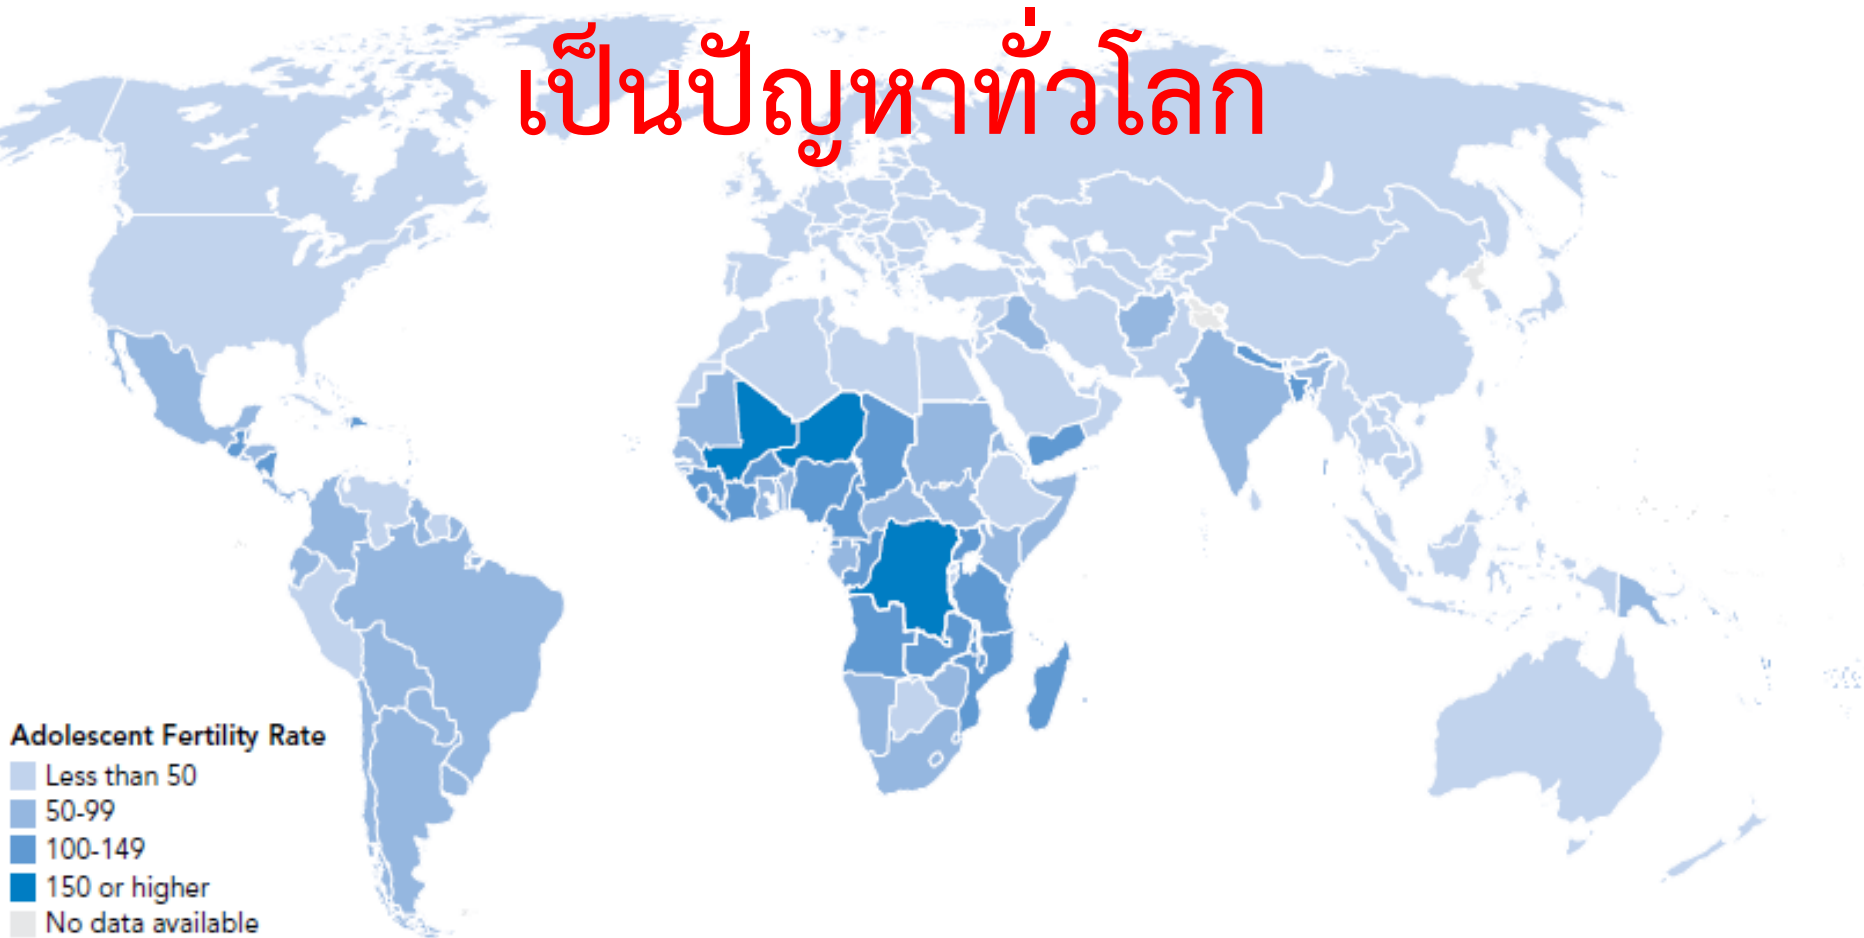 เป็นปัญหาทั่วโลก
Adolescent Fertility Rate
Less than 50
50-99
100-149
150 or higher
No data available